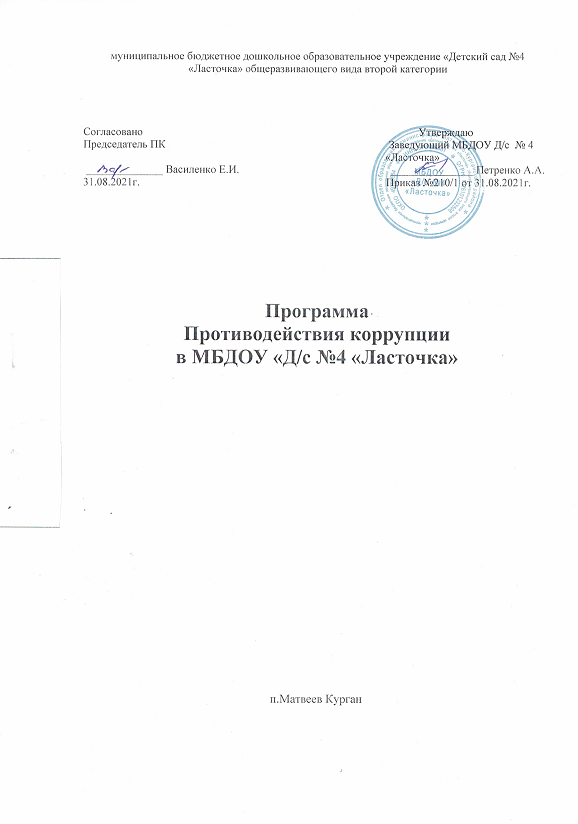 муниципальное бюджетное дошкольное образовательное учреждение «Детский сад №4
«Ласточка» общеразвивающего вида второй категории
Согласовано
Председатель ПК
Василенко Е.И.
31.08.2021г.
Утверждаю
Заведующий МБДОУ Д/с № 4
«Ласточка»
Петренко А.А.
Приказ №210/1 от 31.08.2021г.
МБДОУ
«Ласточка»
Программа
Противодействия коррупции
в МБДОУ «Д/с №4 «Ласточка»
п.Матвеев Курган